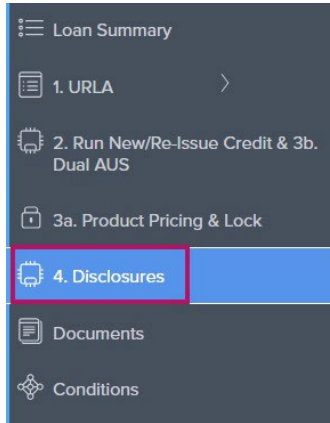 Loan Summary
1. URLA
2. Run New/Re-Issue Credit & 3b.
Dual AUS
3a. Product Pricing & Lock
4. Disclosures
Documents
Conditions